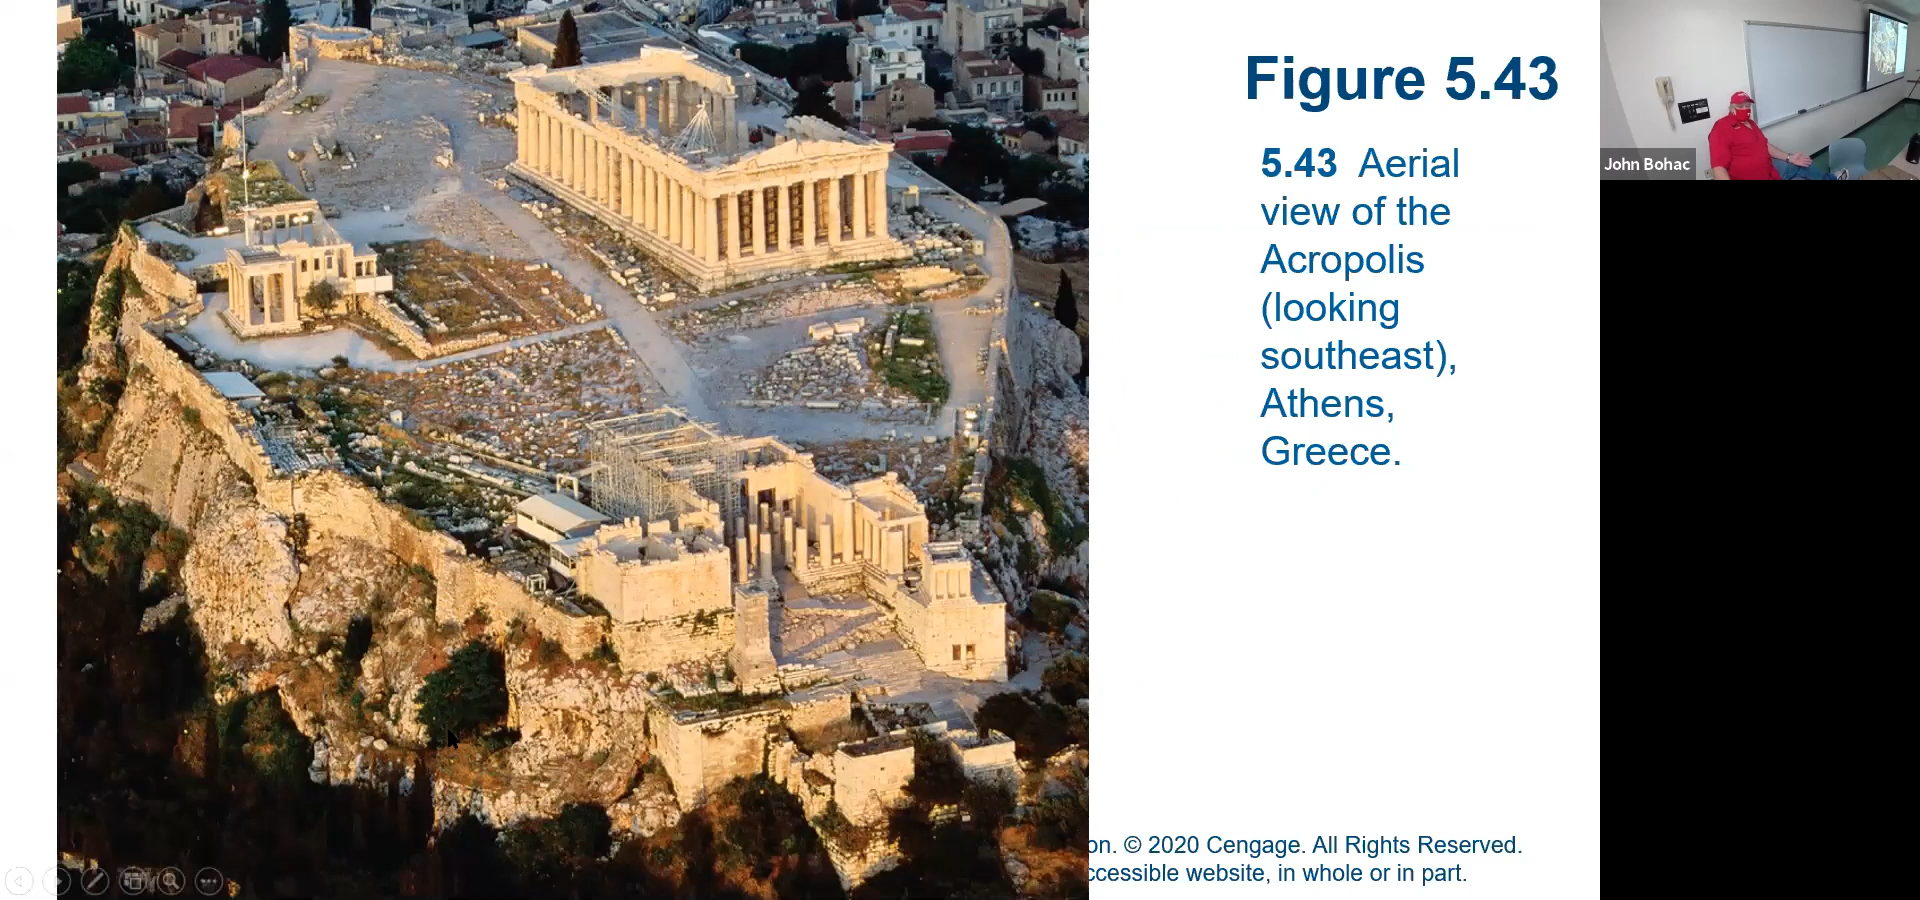 Figure 5.43
5.43 Aerial
view of the
Acropolis
(looking
southeast),
Athens,
Greece.
on. © 2020 Cengage. All Rights Reserved.
ccessible website, in whole or in part.
John Bohac